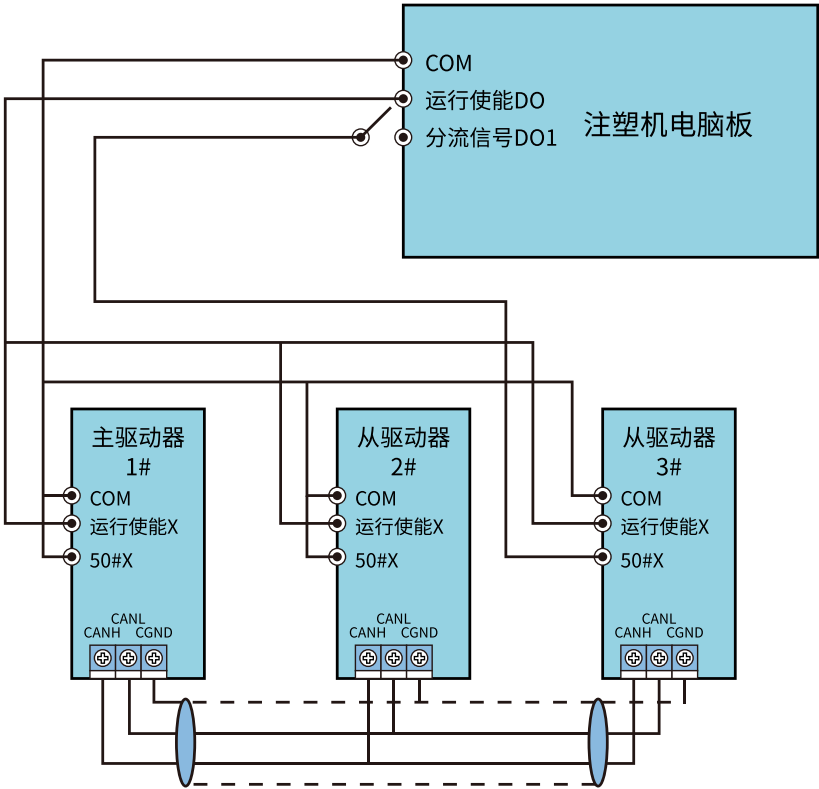 COM
运行使能DO
分流信号DO1
注塑机电脑板
主驱动器
1#
COM
运行使能X
50#X
CANL
CANH CGND
从驱动器
2#
COM
运行使能X
50#X
CANL
CANH CGND
从驱动器
3#
COM
运行使能X
50#X
CANL
CANH CGND